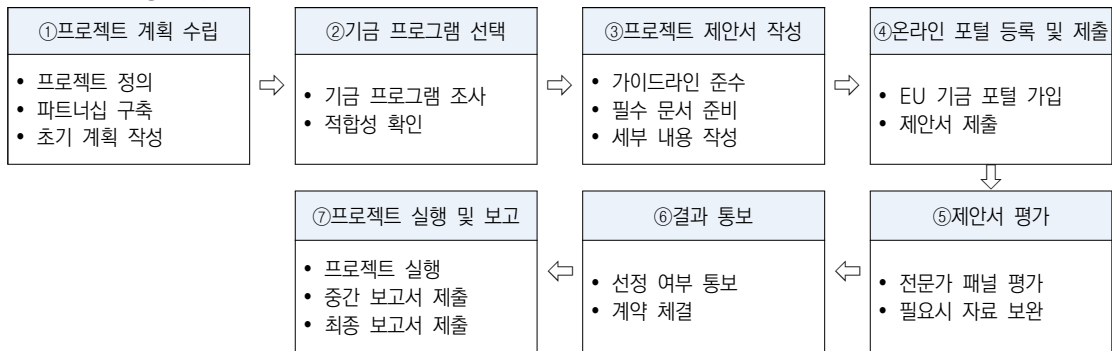 ①프로젝트 계획 수립
• 프로젝트 정의
• 파트너십 구축
• 초기 계획 작성
②기금 프로그램 선택
• 기금 프로그램 조사
• 적합성 확인
③프로젝트 제안서 작성
• 가이드라인 준수
• 필수 문서 준비
• 세부 내용 작성
④온라인 포털 등록 및 제출
• EU 기금 포털 가입
• 제안서 제출
⑤제안서 평가
• 전문가 패널 평가
• 필요시 자료 보완
⑥결과 통보
• 선정 여부 통보
• 계약 체결
⑦프로젝트 실행 및 보고
• 프로젝트 실행
• 중간 보고서 제출
• 최종 보고서 제출